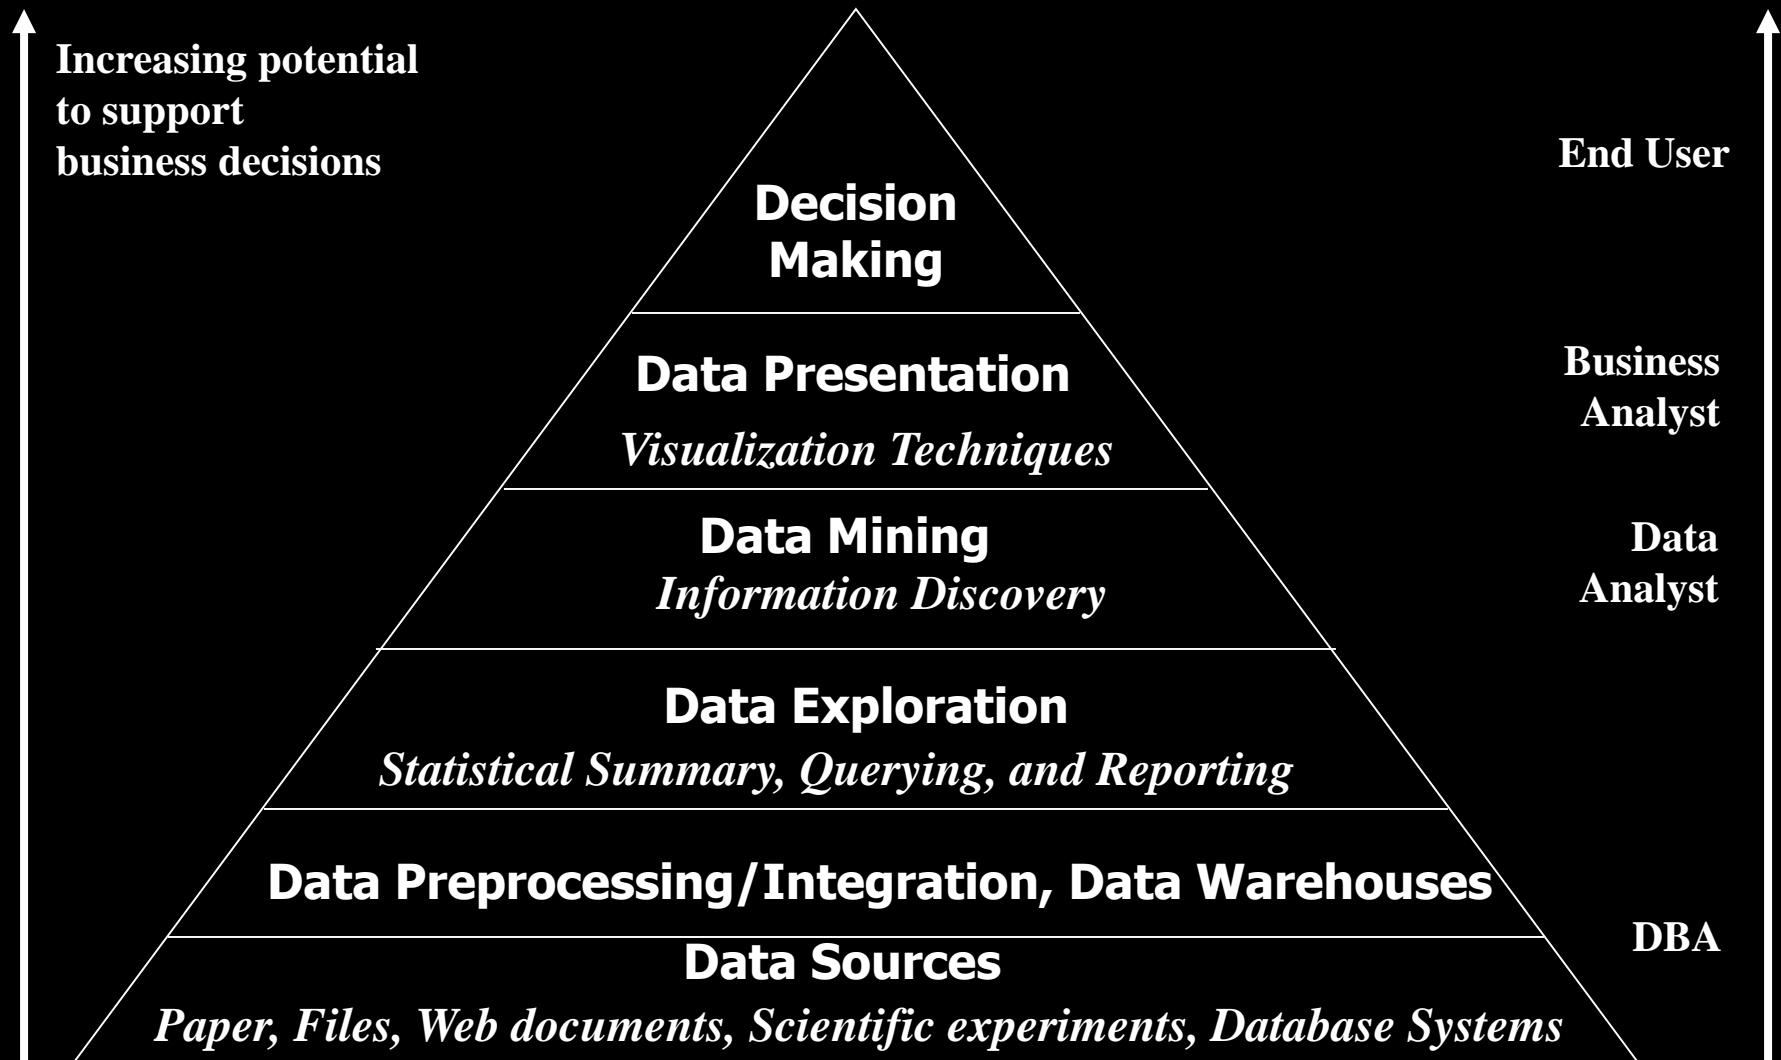 Increasing potential
to support
business decisions
End User
Decision
Making
Business
Analyst
Data Presentation
Visualization Techniques
Data Mining
Information Discovery
Data
Analyst
Data Exploration
Statistical Summary, Querying, and Reporting
Data Preprocessing/Integration, Data Warehouses
DBA
Data Sources
Paper, Files, Web documents, Scientific experiments, Database Systems